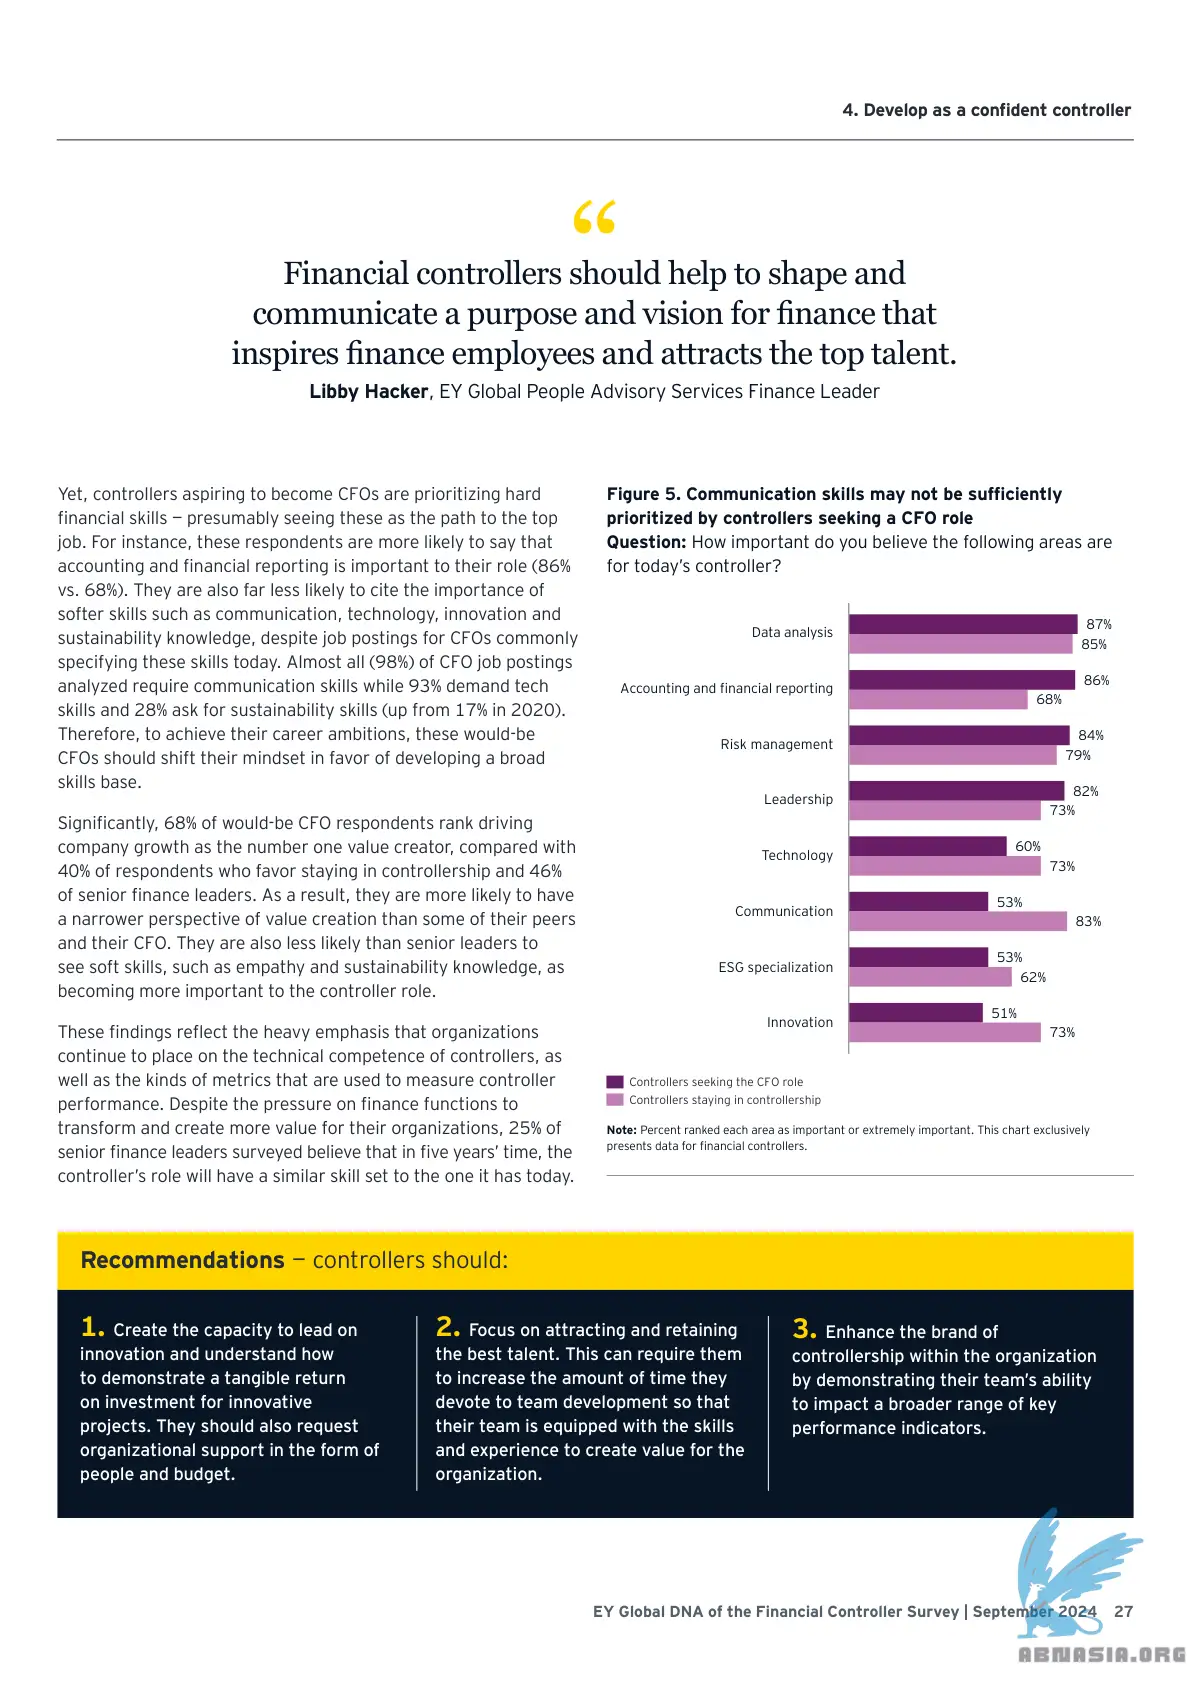 4. Develop as a confident controller
“
Financial controllers should help to shape and
communicate a purpose and vision for finance that
inspires finance employees and attracts the top talent.
Libby Hacker, EY Global People Advisory Services Finance Leader
Yet, controllers aspiring to become CFOs are prioritizing hard
financial skills – presumably seeing these as the path to the top
job. For instance, these respondents are more likely to say that
accounting and financial reporting is important to their role (86%
vs. 68%). They are also far less likely to cite the importance of
softer skills such as communication, technology, innovation and
sustainability knowledge, despite job postings for CFOs commonly
specifying these skills today. Almost all (98%) of CFO job postings
analyzed require communication skills while 93% demand tech
skills and 28% ask for sustainability skills (up from 17% in 2020).
Therefore, to achieve their career ambitions, these would-be
CFOs should shift their mindset in favor of developing a broad
skills base.
Significantly, 68% of would-be CFO respondents rank driving
company growth as the number one value creator, compared with
40% of respondents who favor staying in controllership and 46%
of senior finance leaders. As a result, they are more likely to have
a narrower perspective of value creation than some of their peers
and their CFO. They are also less likely than senior leaders to
see soft skills, such as empathy and sustainability knowledge, as
becoming more important to the controller role.
These findings reflect the heavy emphasis that organizations
continue to place on the technical competence of controllers, as
well as the kinds of metrics that are used to measure controller
performance. Despite the pressure on finance functions to
transform and create more value for their organizations, 25% of
senior finance leaders surveyed believe that in five years’ time, the
controller’s role will have a similar skill set to the one it has today.
Figure 5. Communication skills may not be sufficiently
prioritized by controllers seeking a CFO role
Question: How important do you believe the following areas are
for today’s controller?
Data analysis
87%
85%
Accounting and financial reporting
86%
68%
Risk management
84%
79%
Leadership
82%
73%
Technology
60%
73%
Communication
53%
83%
ESG specialization
53%
62%
Innovation
51%
73%
Controllers seeking the CFO role
Controllers staying in controllership
Note: Percent ranked each area as important or extremely important. This chart exclusively
presents data for financial controllers.
Recommendations – controllers should:
1. Create the capacity to lead on
innovation and understand how
to demonstrate a tangible return
on investment for innovative
projects. They should also request
organizational support in the form of
people and budget.
2. Focus on attracting and retaining
the best talent. This can require them
to increase the amount of time they
devote to team development so that
their team is equipped with the skills
and experience to create value for the
organization.
3. Enhance the brand of
controllership within the organization
by demonstrating their team’s ability
to impact a broader range of key
performance indicators.
EY Global DNA of the Financial Controller Survey | September 2024 27
ABNASIA.ORG